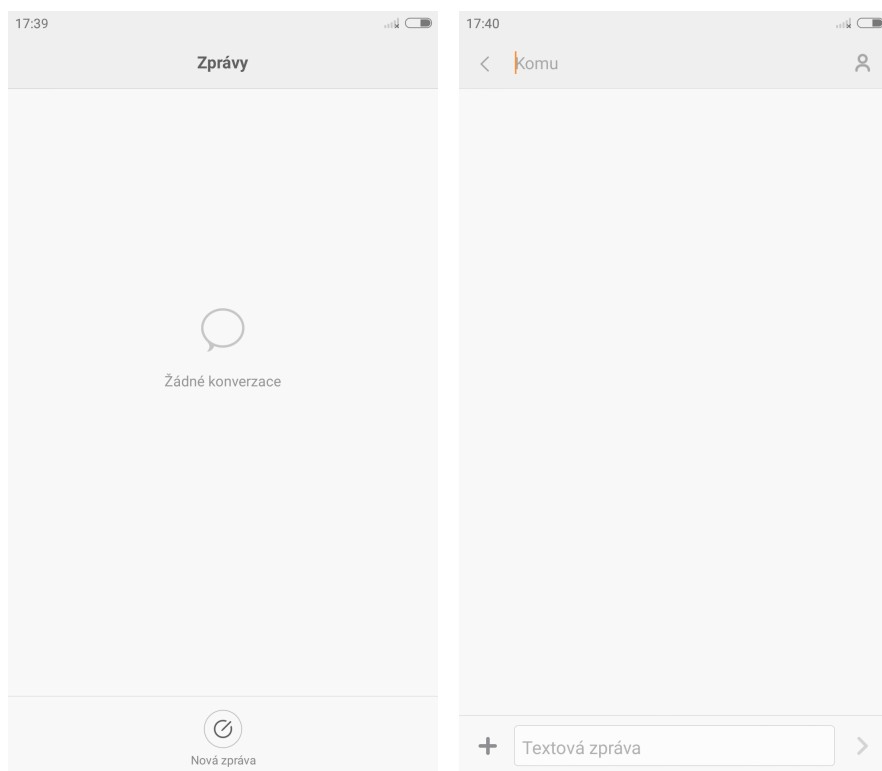 17:39
Zprávy
Žádné konverzace
Nová zpráva
17:40
Komu
Textová zpráva